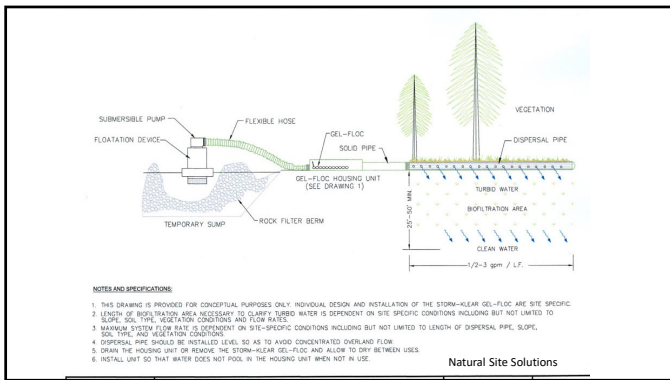 SUBMERSIBLE PUMP
FLOATATION DEVICE
FLEXIBLE HOSE
GEL-FLOC
SOLID PIPE
VEGETATION
DISPERSAL PIPE
GEL-FLOC HOUSING UNIT
(SEE DRAWING 1)
TEMPORARY SUMP
ROCK FILTER BERM
25'-50' MIN.
TURBID WATER
BIOFILTRATION AREA
CLEAN WATER
1/2-3 gpm / L.F.
NOTES AND SPECIFICATIONS:
1. THIS DRAWING IS PROVIDED FOR CONCEPTUAL PURPOSES ONLY. INDIVIDUAL DESIGN AND INSTALLATION OF THE STORM-KLEAR GEL-FLOC ARE SITE SPECIFIC.
2. LENGTH OF BIOFILTRATION AREA NECESSARY TO CLARIFY TURBID WATER IS DEPENDENT ON SITE SPECIFIC CONDITIONS INCLUDING BUT NOT LIMITED TO
SLOPE, SOIL TYPE, VEGETATION CONDITIONS AND FLOW RATES.
3. MAXIMUM SYSTEM FLOW RATE IS DEPENDENT ON SITE-SPECIFIC CONDITIONS INCLUDING BUT NOT LIMITED TO LENGTH OF DISPERSAL PIPE, SLOPE,
SOIL TYPE, AND VEGETATION CONDITIONS.
4. DISPERSAL PIPE SHOULD BE INSTALLED LEVEL SO AS TO AVOID CONCENTRATED OVERLAND FLOW.
5. DRAIN THE HOUSING UNIT OR REMOVE THE STORM-KLEAR GEL-FLOC AND ALLOW TO DRY BETWEEN USES.
6. INSTALL UNIT SO THAT WATER DOES NOT POOL IN THE HOUSING UNIT WHEN NOT IN USE.
Natural Site Solutions